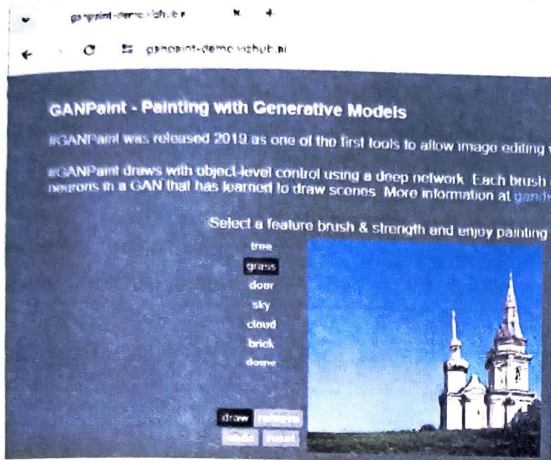 ganpaint-demo.vizhub.ai
GANPaint - Painting with Generative Models
#GANPaint was released 2019 as one of the first tools to allow image editing
#GANPaint draws with object-level control using a deep network. Each brush
neurons in a GAN that has learned to draw scenes. More information at
Select a feature brush & strength and enjoy painting
tree
grass
door
sky
cloud
brick
dome
draw remove
undo reset